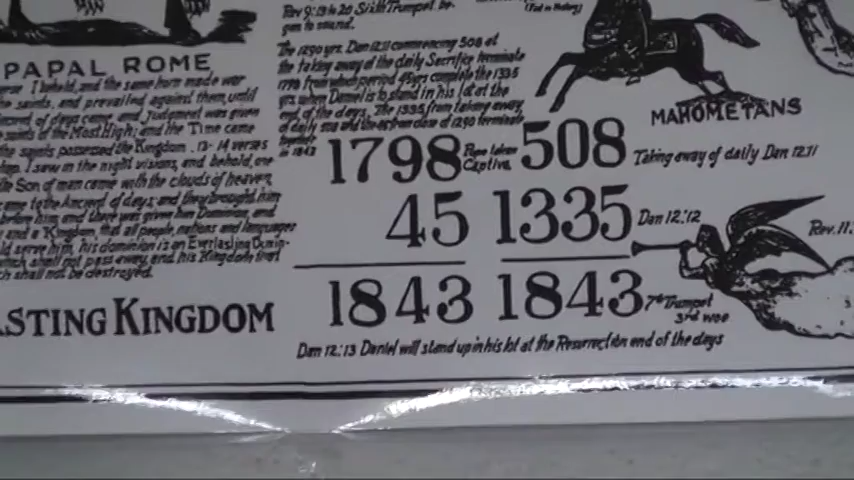 PAPAL ROME
I beheld, and the same horn made war
the saints, and prevailed against them, until
of days came and judgment was given
saints of the Most High; and the Time came
the saints possessed the Kingdom. 13-14 verses
I saw in the night visions, and behold, one
the Son of man came with the clouds of heaven,
came to the Ancient of days, and they brought him
before him and there was given him Dominion, and
and a Kingdom, that all people, nations and languages
serve him; his dominion is an Everlasting Domin-
which shall not pass away, and his Kingdom that
shall not be destroyed.
ASTING KINGDOM
Rev 9:13 to 20 Sixth Trumpet be-
gan to sound.
The 1290 yrs. Dan 12:11 commencing 508 at
the taking away of the daily Sacrifice terminate
1798 from which period 45 yrs complete the 1335
yrs. when Daniel is to stand in his lot at the
end of the days. The 1335, from taking away
of daily
1290 terminate
in 1843
MAHOMETANS
1798 Pope taken Captive. 508 Taking away of daily Dan 12.11
45 1335 Dan 12:12
Rev. 11.
1843 1843 7th Trumpet
3rd woe
Dan 12:13 Daniel will stand up in his lot at the Resurrection end of the days